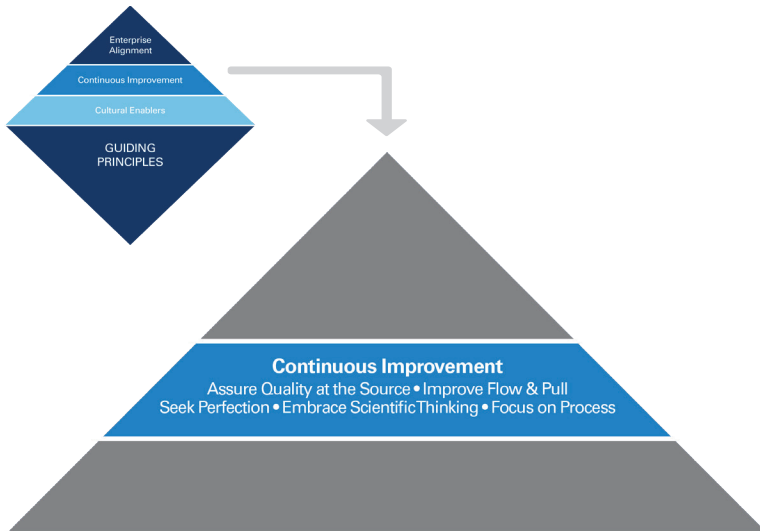 Enterprise
Alignment
Continuous Improvement
Cultural Enablers
GUIDING
PRINCIPLES
Continuous Improvement
Assure Quality at the Source • Improve Flow & Pull
Seek Perfection • Embrace Scientific Thinking • Focus on Process